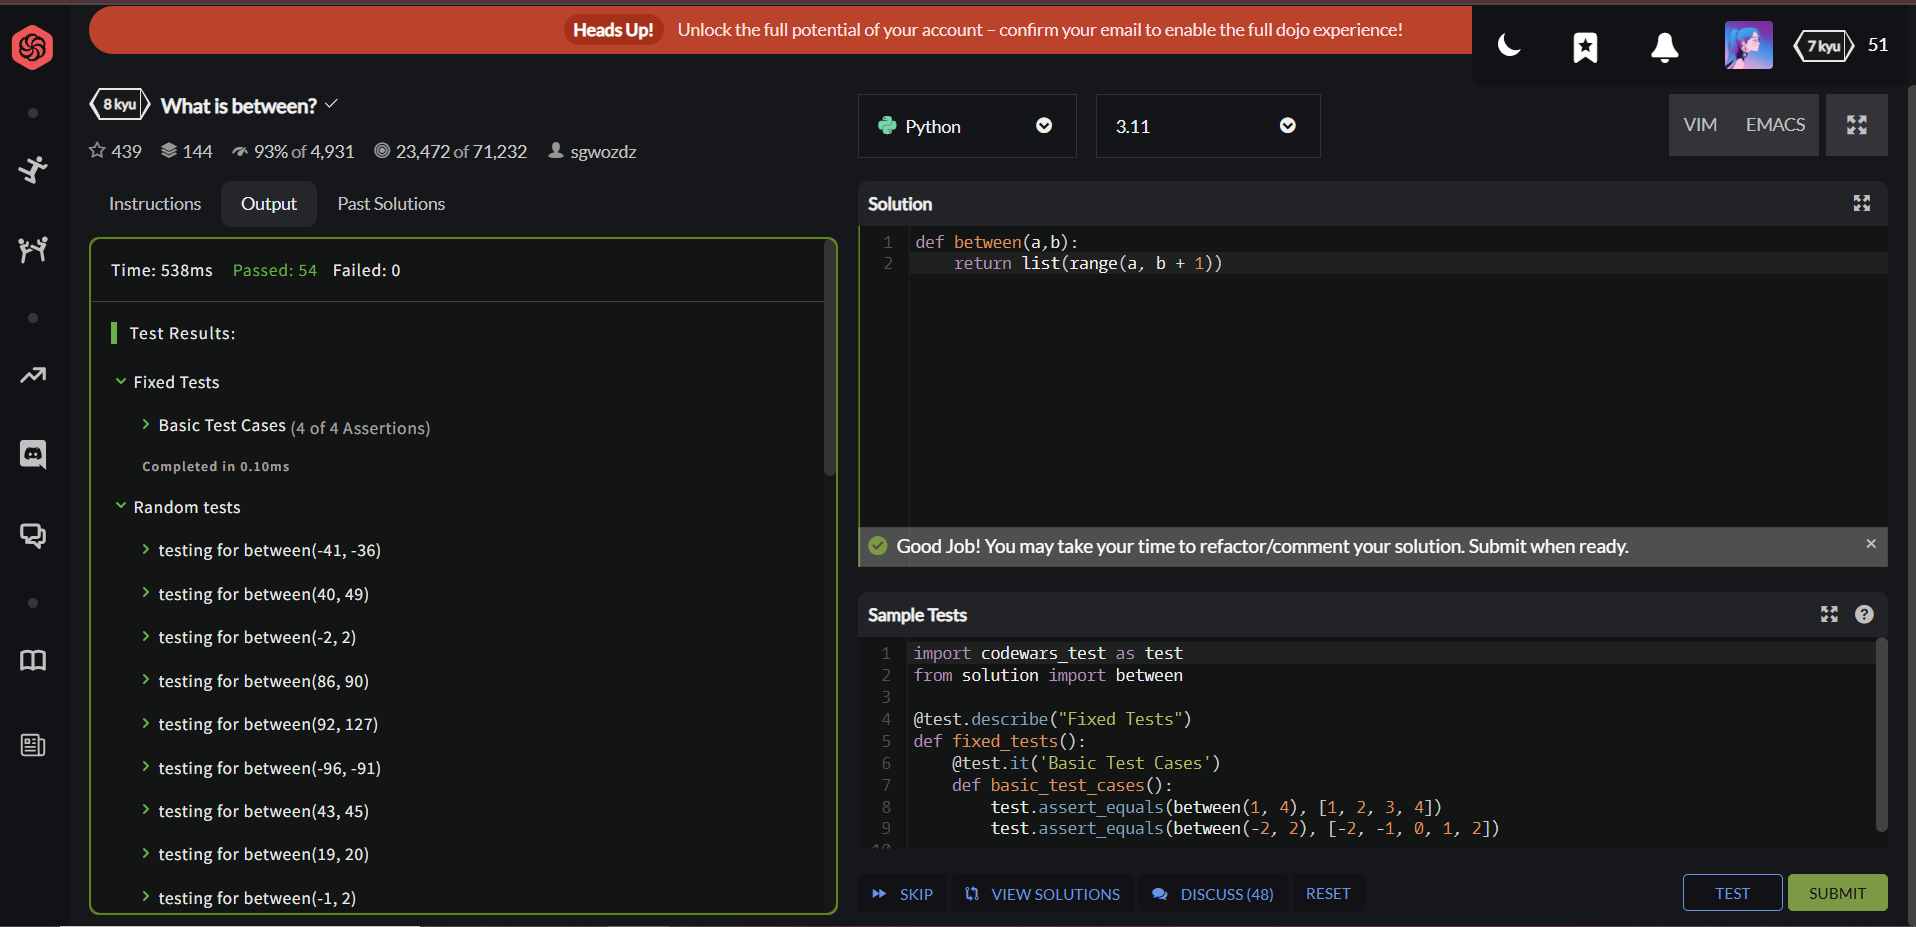 Heads Up! Unlock the full potential of your account – confirm your email to enable the full dojo experience!
7 kyu 51
8 kyu What is between?
439 144 93% of 4,931 23,472 of 71,232 sgwozdz
Instructions Output Past Solutions
Time: 538ms Passed: 54 Failed: 0
Test Results:
Fixed Tests
Basic Test Cases (4 of 4 Assertions)
Completed in 0.10ms
Random tests
testing for between(-41, -36)
testing for between(40, 49)
testing for between(-2, 2)
testing for between(86, 90)
testing for between(92, 127)
testing for between(-96, -91)
testing for between(43, 45)
testing for between(19, 20)
testing for between(-1, 2)
Python 3.11 VIM EMACS
Solution
1 def between(a,b):
2     return list(range(a, b + 1))
Good Job! You may take your time to refactor/comment your solution. Submit when ready.
Sample Tests
1 import codewars_test as test
2 from solution import between
3
4 @test.describe("Fixed Tests")
5 def fixed_tests():
6     @test.it('Basic Test Cases')
7     def basic_test_cases():
8         test.assert_equals(between(1, 4), [1, 2, 3, 4])
9         test.assert_equals(between(-2, 2), [-2, -1, 0, 1, 2])
10
SKIP VIEW SOLUTIONS DISCUSS (48) RESET TEST SUBMIT